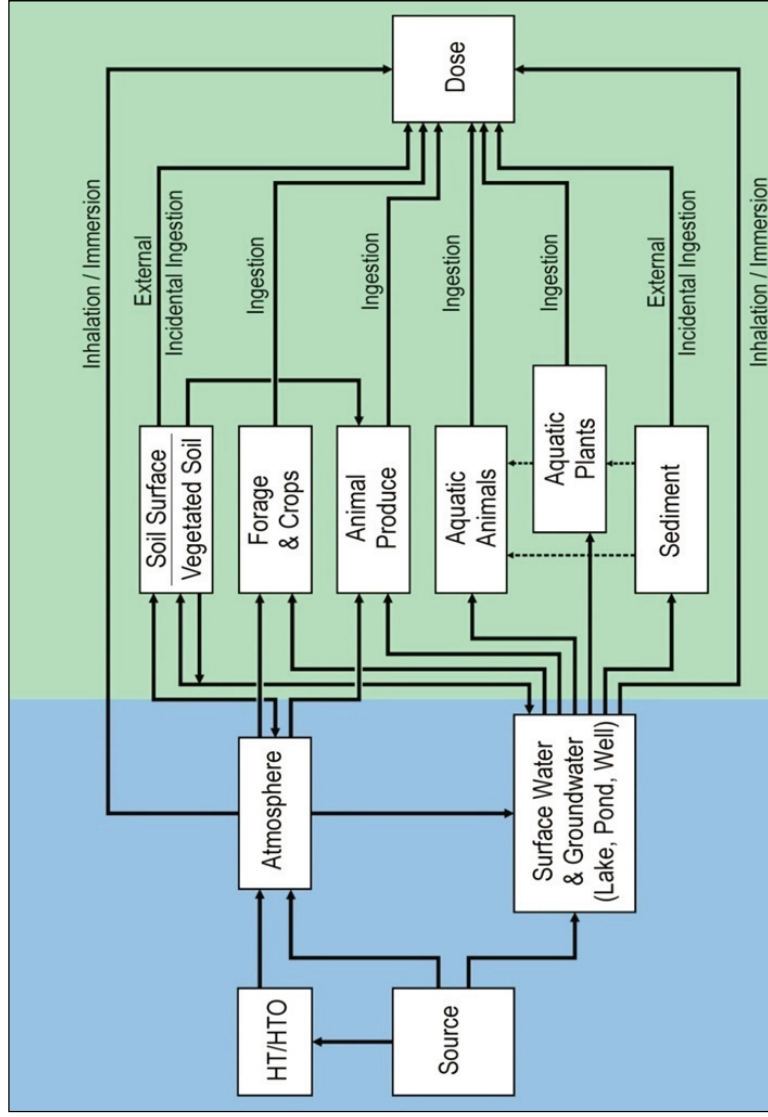 HT/HTO
Source
Atmosphere
Surface Water
& Groundwater
(Lake, Pond, Well)
Soil Surface
Vegetated Soil
Forage
& Crops
Animal
Produce
Aquatic
Animals
Aquatic
Plants
Sediment
Inhalation / Immersion
External
Incidental Ingestion
Ingestion
Ingestion
Ingestion
Ingestion
External
Incidental Ingestion
Inhalation / Immersion
Dose